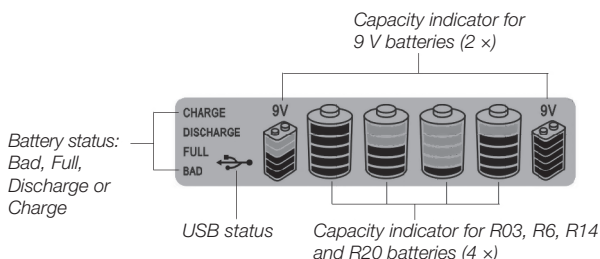 Capacity indicator for
9 V batteries (2 ×)
CHARGE
DISCHARGE
FULL
BAD
9V
9V
Battery status:
Bad, Full,
Discharge or
Charge
USB status
Capacity indicator for R03, R6, R14
and R20 batteries (4 ×)